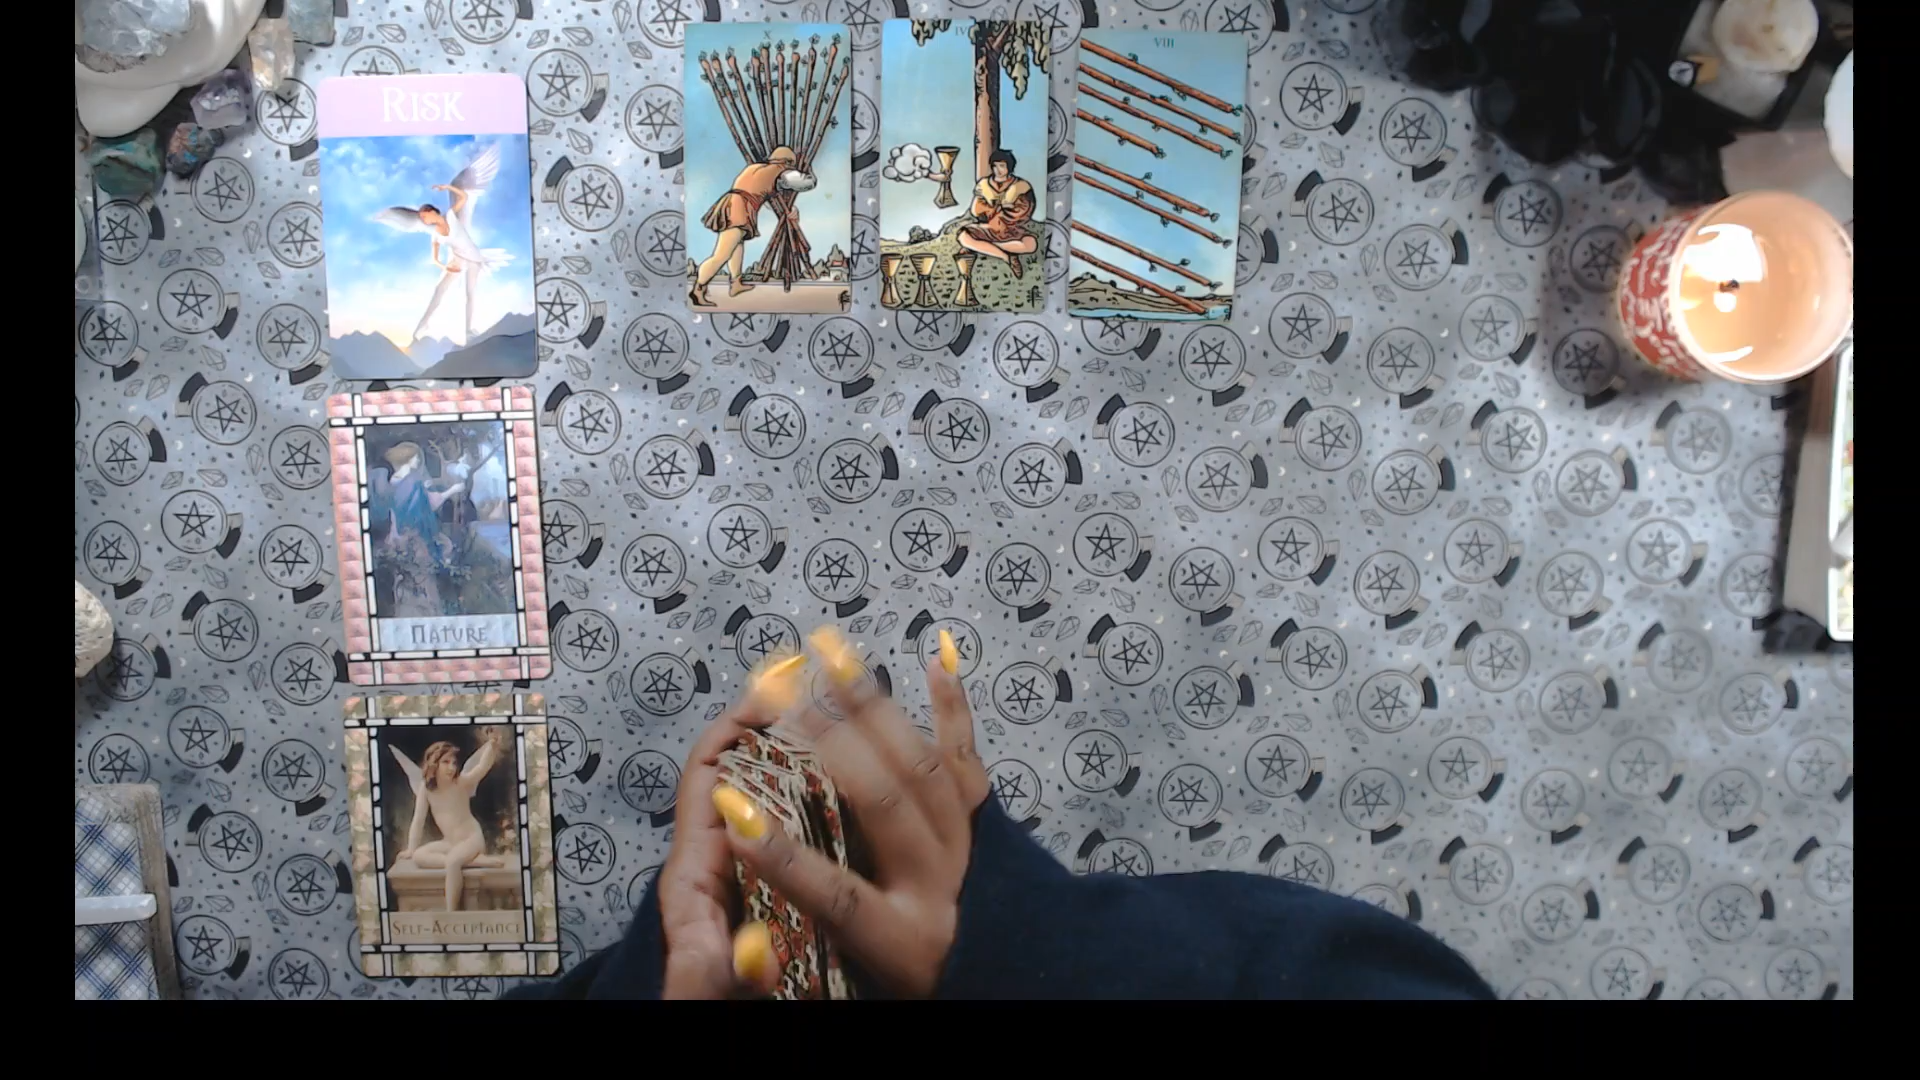 RISK
X
IV
VIII
NATURE
SELF-ACCEPTANCE